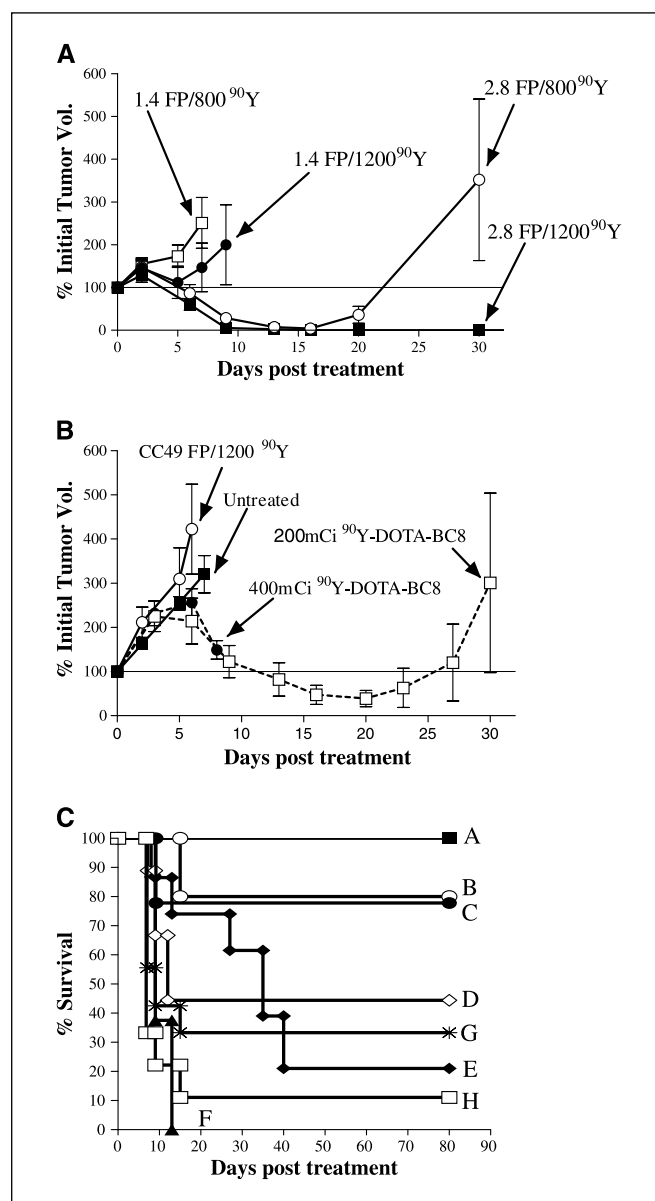 A
600
500
400
300
200
100
0
% Initial Tumor Vol.
1.4 FP/800 ⁹⁰Y
1.4 FP/1200 ⁹⁰Y
2.8 FP/800⁹⁰Y
2.8 FP/1200⁹⁰Y
0 5 10 15 20 25 30
Days post treatment
B
600
500
400
300
200
100
0
% Initial Tumor Vol.
CC49 FP/1200 ⁹⁰Y
Untreated
200mCi ⁹⁰Y-DOTA-BC8
400mCi ⁹⁰Y-DOTA-BC8
0 5 10 15 20 25 30
Days post treatment
C
100
90
80
70
60
50
40
30
20
10
0
% Survival
A
B
C
D
G
E
H
F
0 10 20 30 40 50 60 70 80 90
Days post treatment